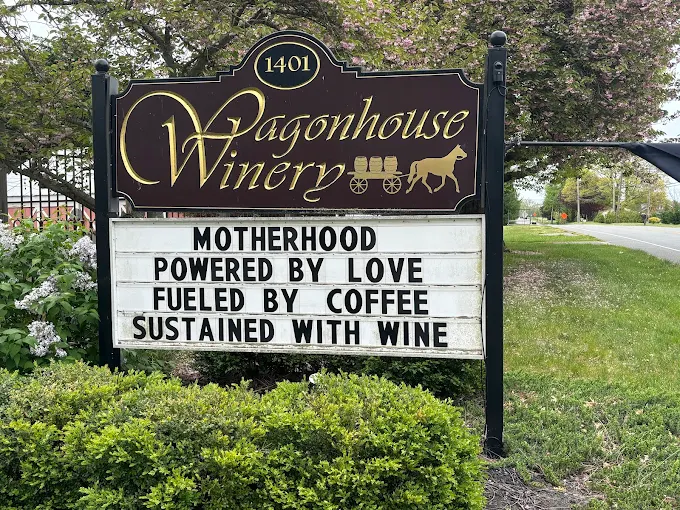 1401
Wagonhouse
Winery
MOTHERHOOD
POWERED BY LOVE
FUELED BY COFFEE
SUSTAINED WITH WINE